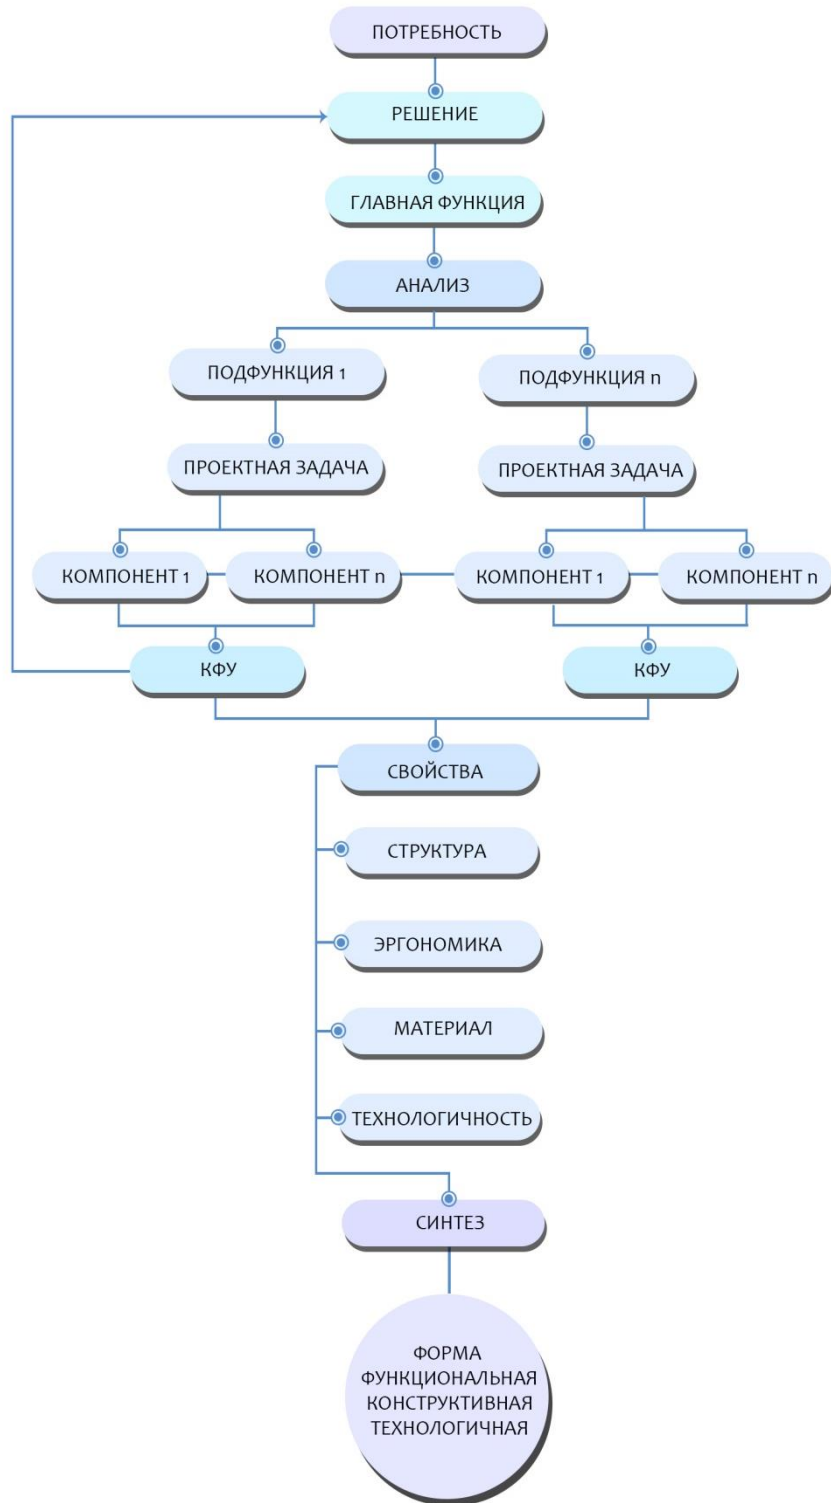 ПОТРЕБНОСТЬ
РЕШЕНИЕ
ГЛАВНАЯ ФУНКЦИЯ
АНАЛИЗ
ПОДФУНКЦИЯ 1
ПОДФУНКЦИЯ n
ПРОЕКТНАЯ ЗАДАЧА
ПРОЕКТНАЯ ЗАДАЧА
КОМПОНЕНТ 1
КОМПОНЕНТ n
КОМПОНЕНТ 1
КОМПОНЕНТ n
КФУ
КФУ
СВОЙСТВА
СТРУКТУРА
ЭРГОНОМИКА
МАТЕРИАЛ
ТЕХНОЛОГИЧНОСТЬ
СИНТЕЗ
ФОРМА
ФУНКЦИОНАЛЬНАЯ
КОНСТРУКТИВНАЯ
ТЕХНОЛОГИЧНАЯ